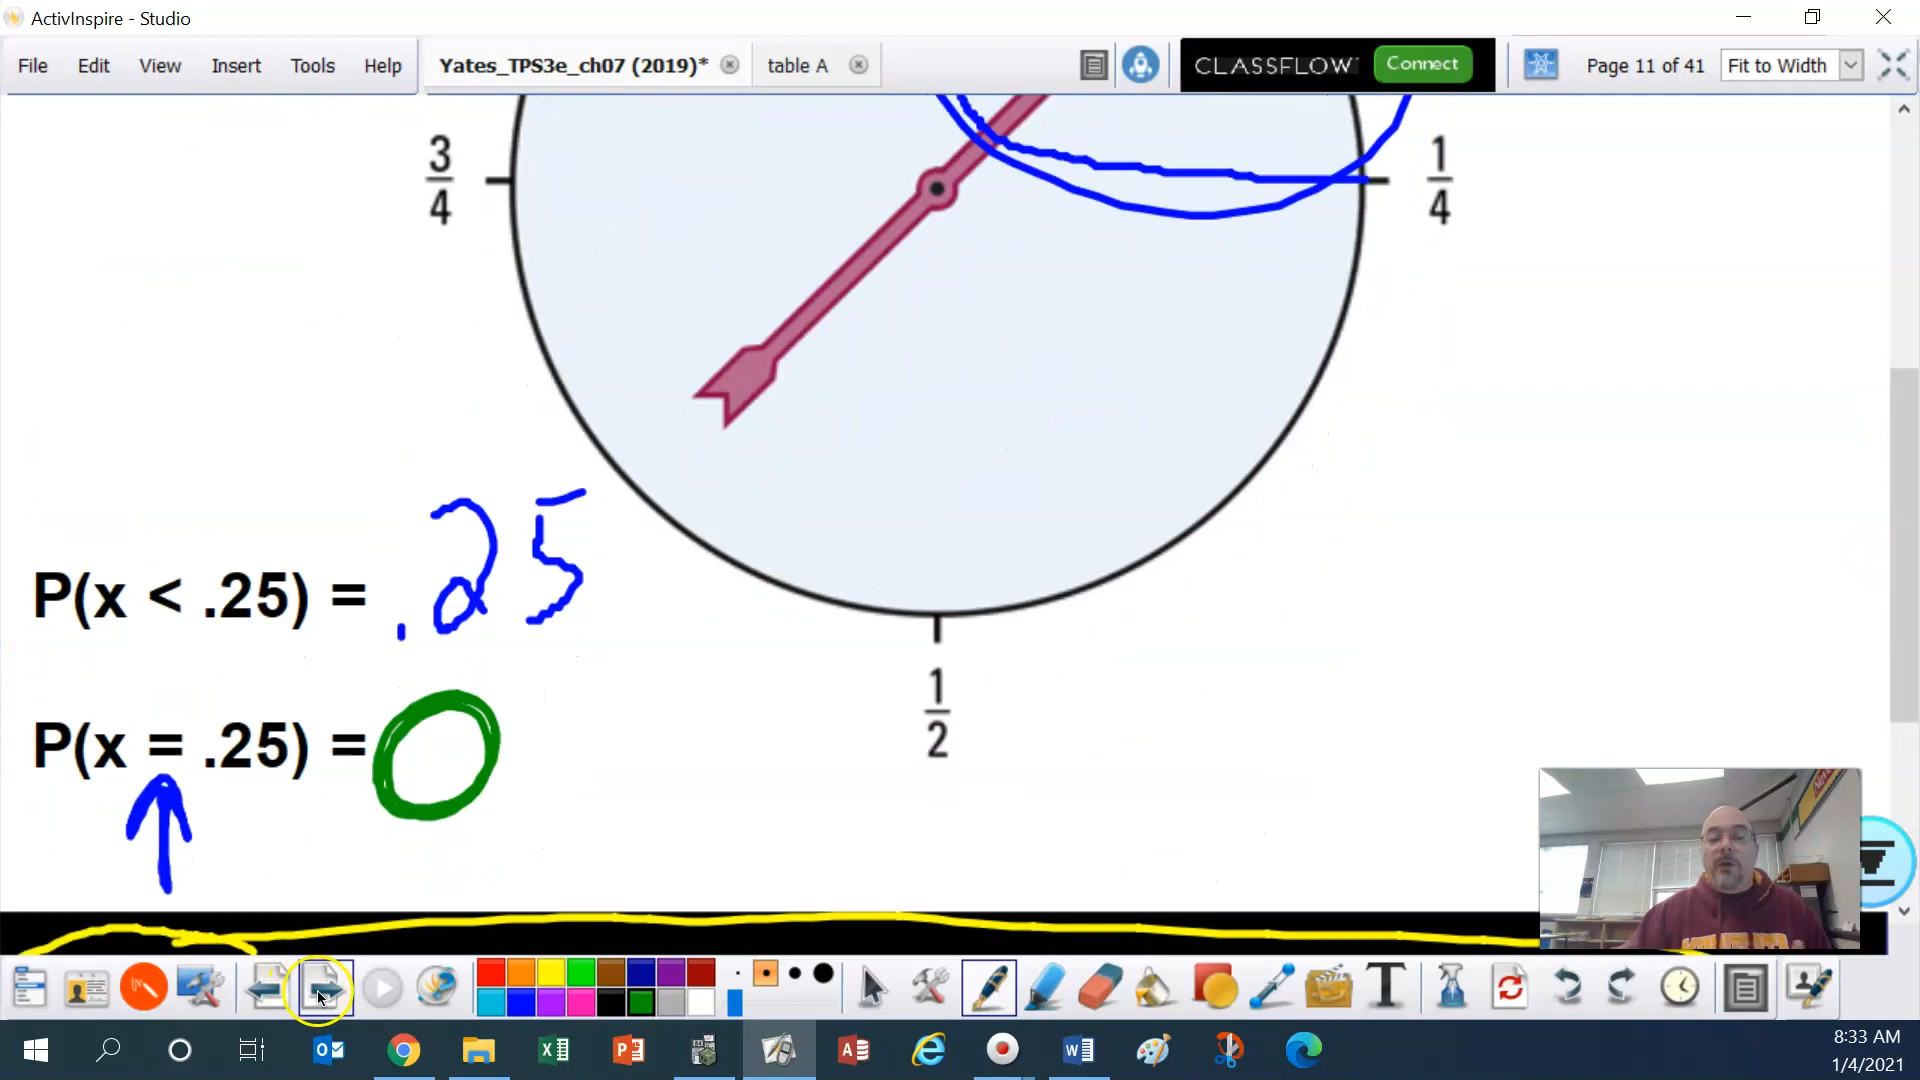 ActivInspire - Studio
File Edit View Insert Tools Help
Yates_TPS3e_ch07 (2019)*
table A
CLASSFLOW
Connect
Page 11 of 41
Fit to Width
3/4
1/4
1/2
P(x < .25) = .25
P(x = .25) = 0
T
8:33 AM
1/4/2021